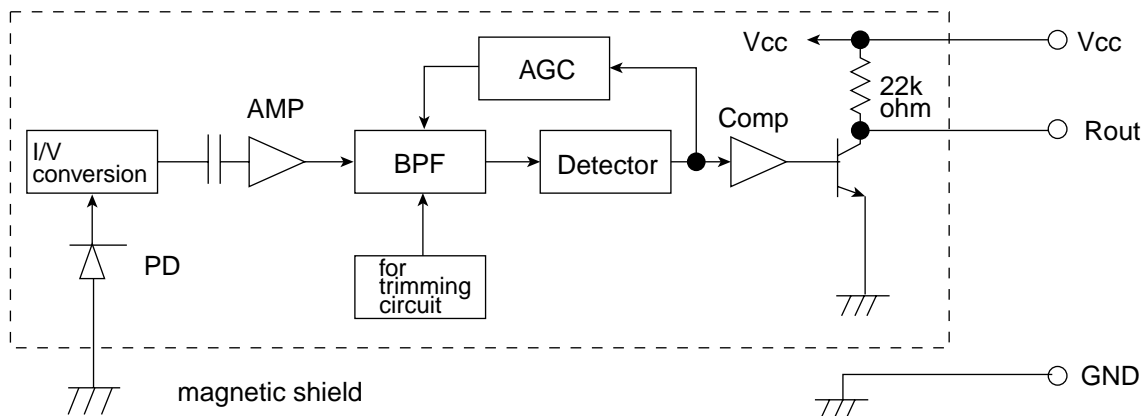 Vcc
Vcc
AGC
22k
ohm
AMP
Comp
Rout
I/V
conversion
BPF
Detector
PD
for
trimming
circuit
magnetic shield
GND